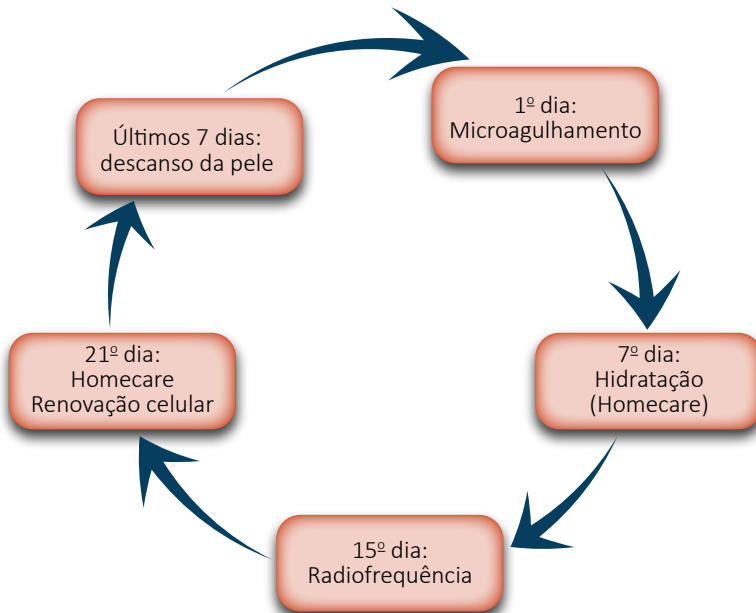 1º dia:
Microagulhamento
7º dia:
Hidratação
(Homecare)
15º dia:
Radiofrequência
21º dia:
Homecare
Renovação celular
Últimos 7 dias:
descanso da pele